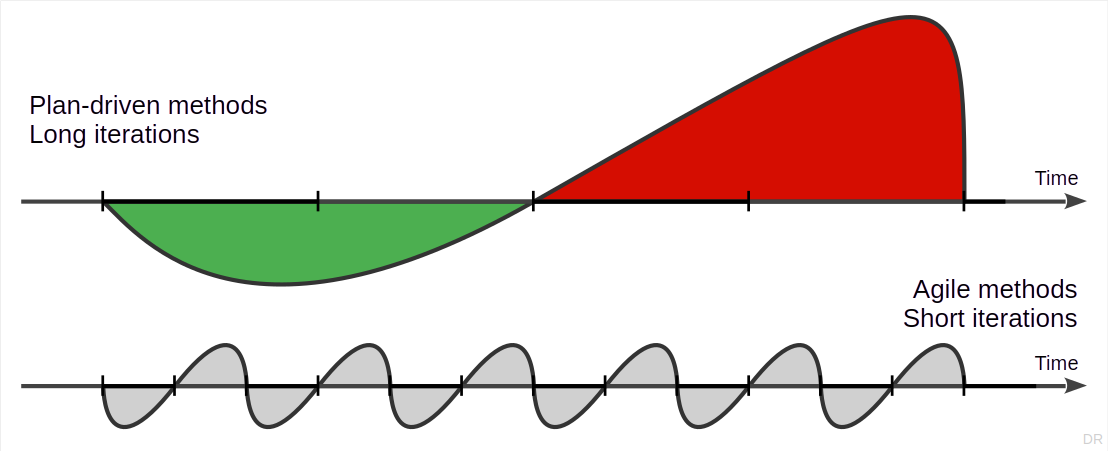 Plan-driven methods
Long iterations
Time
Agile methods
Short iterations
Time
DR